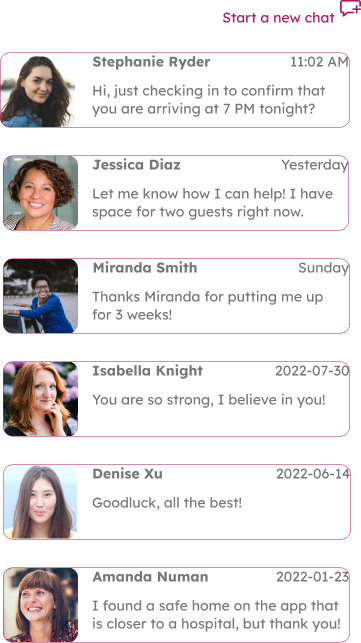 Start a new chat
Stephanie Ryder 11:02 AM
Hi, just checking in to confirm that
you are arriving at 7 PM tonight?
Jessica Diaz Yesterday
Let me know how I can help! I have
space for two guests right now.
Miranda Smith Sunday
Thanks Miranda for putting me up
for 3 weeks!
Isabella Knight 2022-07-30
You are so strong, I believe in you!
Denise Xu 2022-06-14
Goodluck, all the best!
Amanda Numan 2022-01-23
I found a safe home on the app that
is closer to a hospital, but thank you!